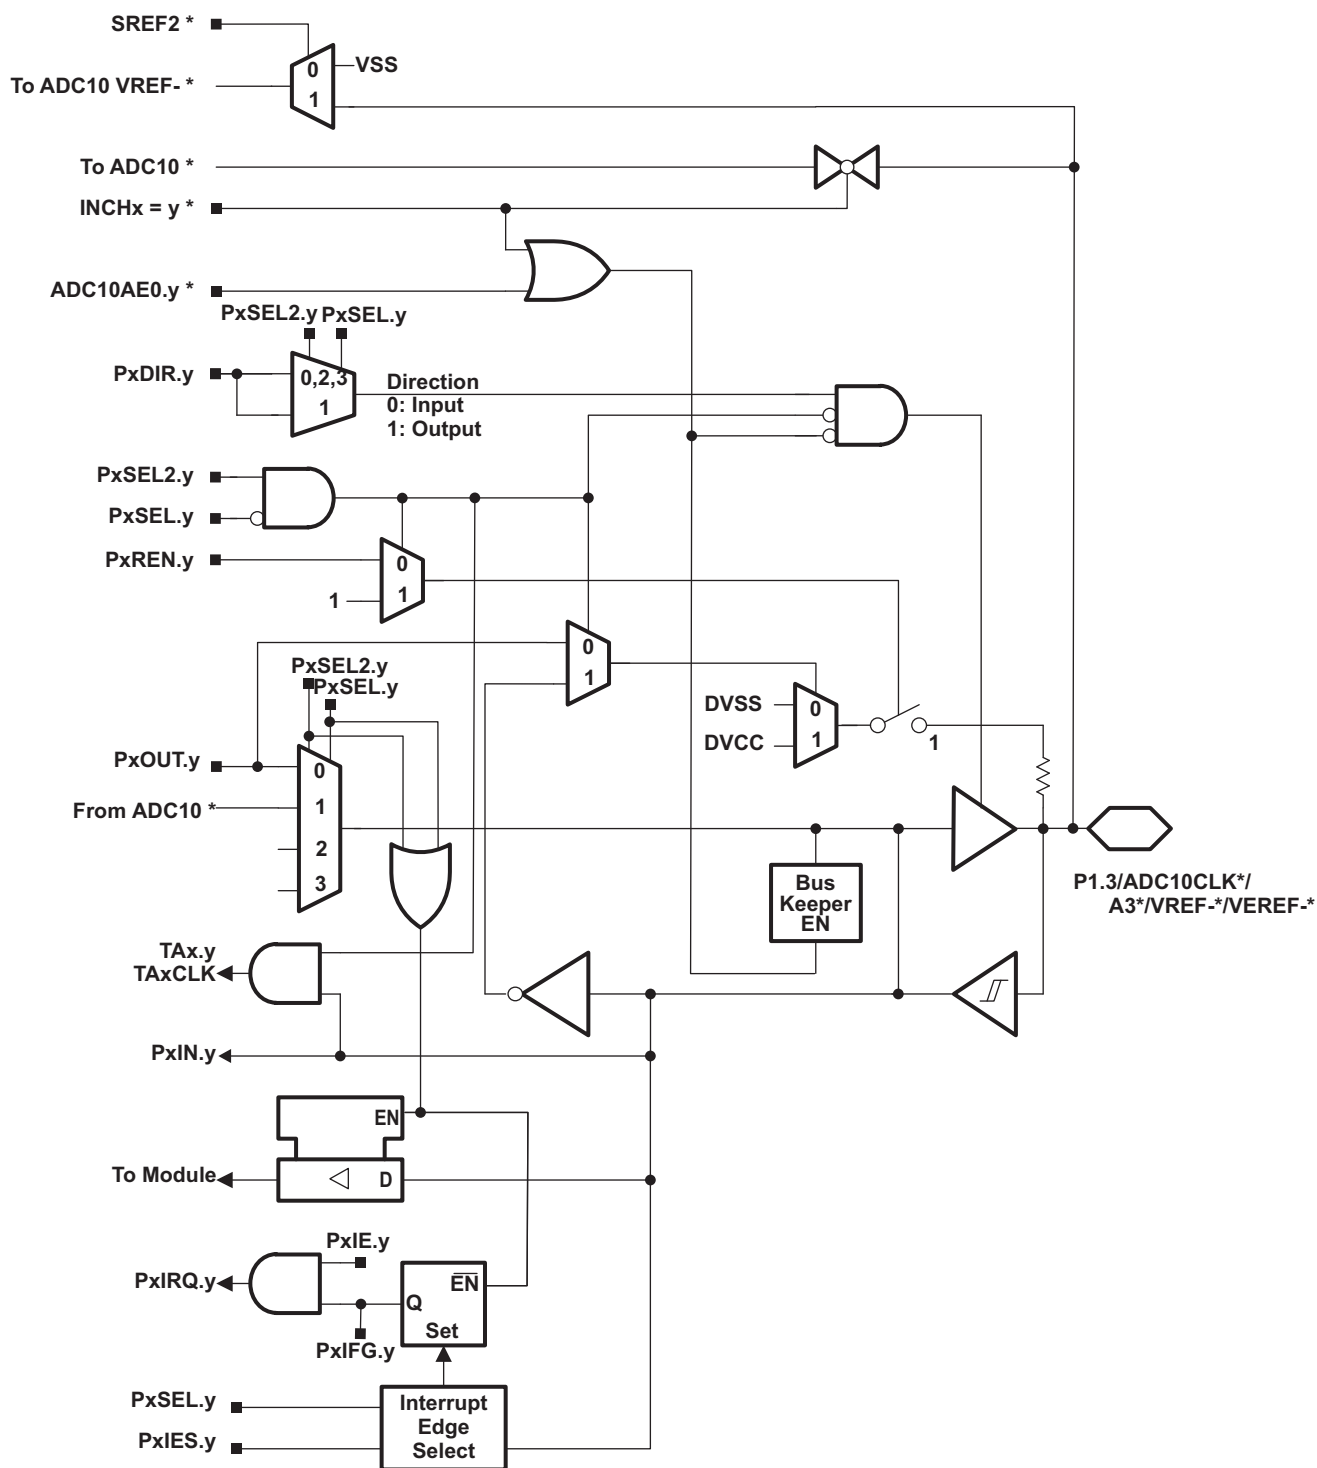 SREF2 *
0
VSS
To ADC10 VREF- *
1
To ADC10 *
INCHx = y *
ADC10AE0.y *
PxSEL2.y PxSEL.y
PxDIR.y
0,2,3
1
Direction
0: Input
1: Output
PxSEL2.y
PxSEL.y
PxREN.y
0
1
1
0
1
PxSEL2.y
PxSEL.y
DVSS
0
DVCC
1
1
PxOUT.y
0
From ADC10 *
1
2
3
Bus
Keeper
EN
P1.3/ADC10CLK*/
A3*/VREF-*/VEREF-*
TAx.y
TAxCLK
PxIN.y
EN
To Module
D
PxIE.y
PxIRQ.y
EN
Q
Set
PxIFG.y
PxSEL.y
PxIES.y
Interrupt
Edge
Select